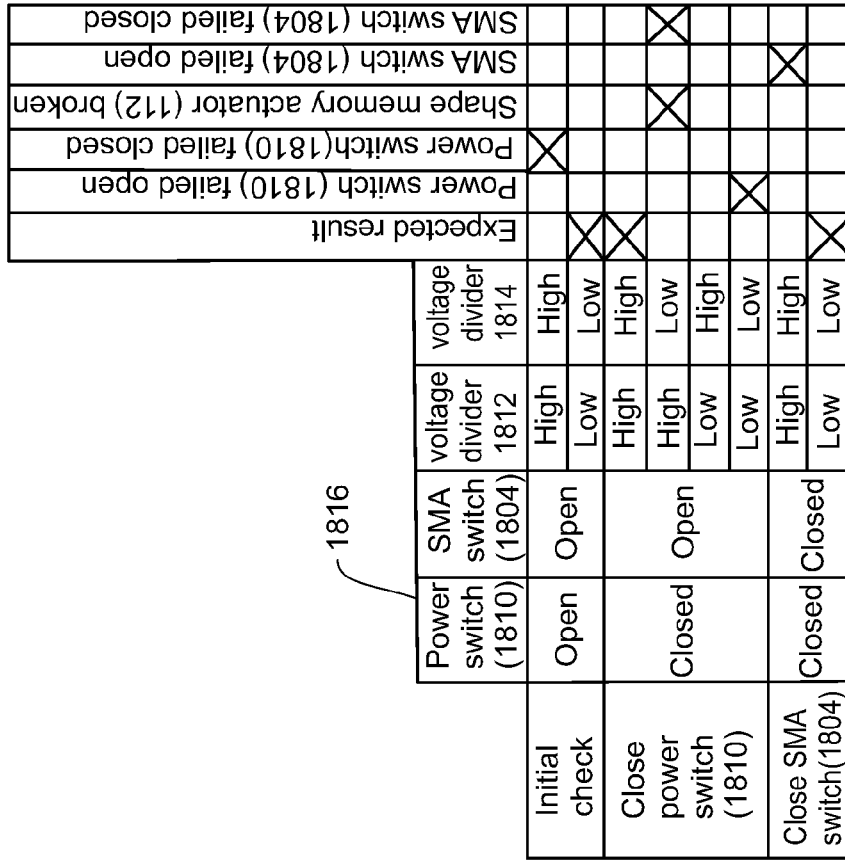 SMA switch (1804) failed closed
SMA switch (1804) failed open
Shape memory actuator (112) broken
Power switch(1810) failed closed
Power switch (1810) failed open
Expected result
voltage
divider
1814
High
Low
High
Low
High
Low
High
Low
voltage
divider
1812
High
Low
High
High
Low
Low
High
Low
1816
SMA
switch
(1804)
Open
Open
Closed
Power
switch
(1810)
Open
Closed
Closed
Initial
check
Close
power
switch
(1810)
Close SMA
switch(1804)